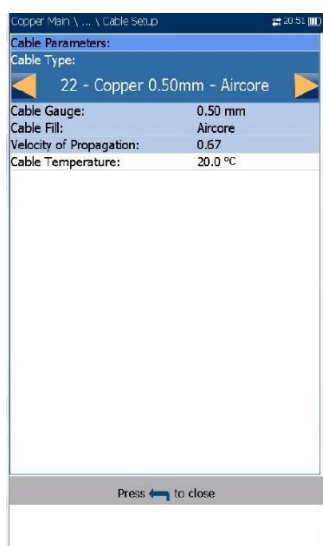 Copper Main \ ... \ Cable Setup 20:51
Cable Parameters:
Cable Type:
22 - Copper 0.50mm - Aircore
Cable Gauge: 0.50 mm
Cable Fill: Aircore
Velocity of Propagation: 0.67
Cable Temperature: 20.0 °C
Press to close